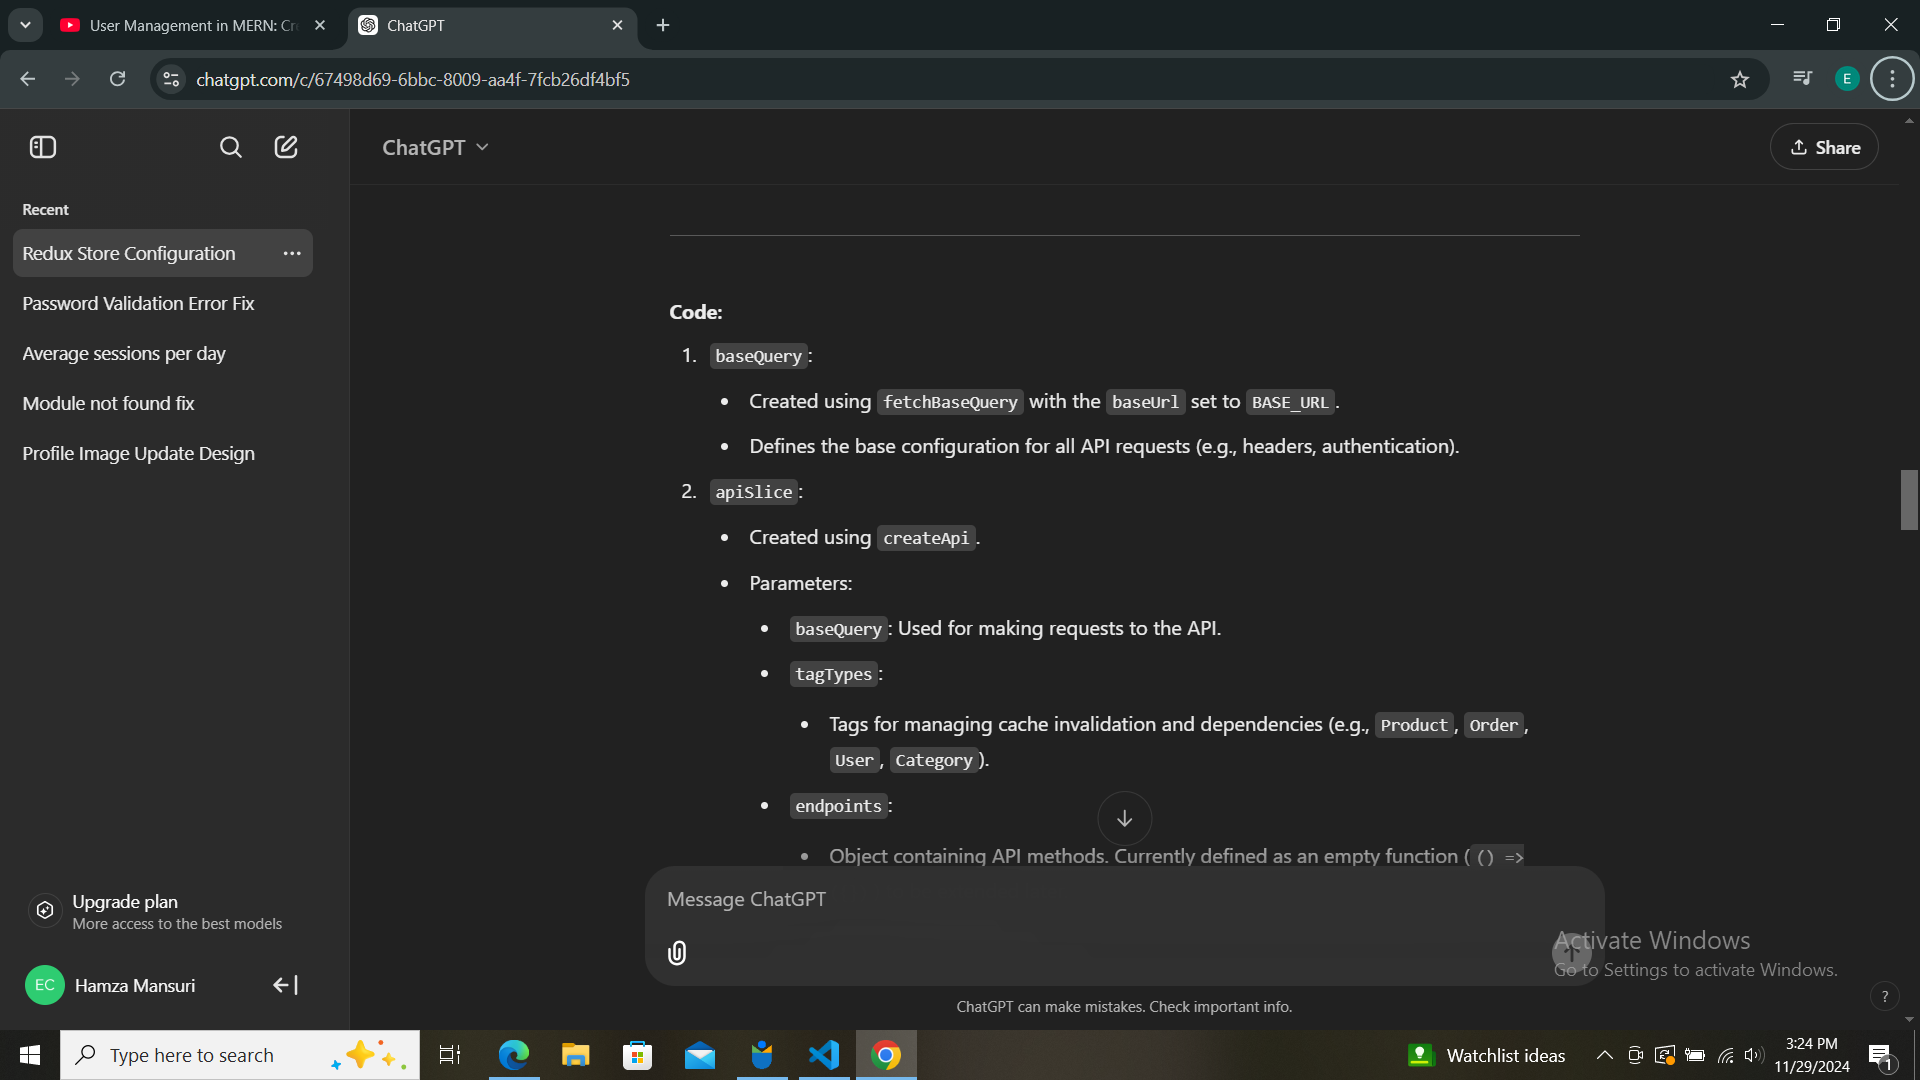 User Management in MERN: Cr
ChatGPT
chatgpt.com/c/67498d69-6bbc-8009-aa4f-7fcb26df4bf5
E
ChatGPT
Share
Recent
Redux Store Configuration
Password Validation Error Fix
Average sessions per day
Module not found fix
Profile Image Update Design
Code:
1. baseQuery:
• Created using fetchBaseQuery with the baseUrl set to BASE_URL.
• Defines the base configuration for all API requests (e.g., headers, authentication).
2. apiSlice:
• Created using createApi.
• Parameters:
• baseQuery: Used for making requests to the API.
• tagTypes:
• Tags for managing cache invalidation and dependencies (e.g., Product, Order,
User, Category).
• endpoints:
• Object containing API methods. Currently defined as an empty function ( () =>
Upgrade plan
More access to the best models
EC
Hamza Mansuri
Message ChatGPT
Activate Windows
Go to Settings to activate Windows.
ChatGPT can make mistakes. Check important info.
?
Type here to search
Watchlist ideas
3:24 PM
11/29/2024
1